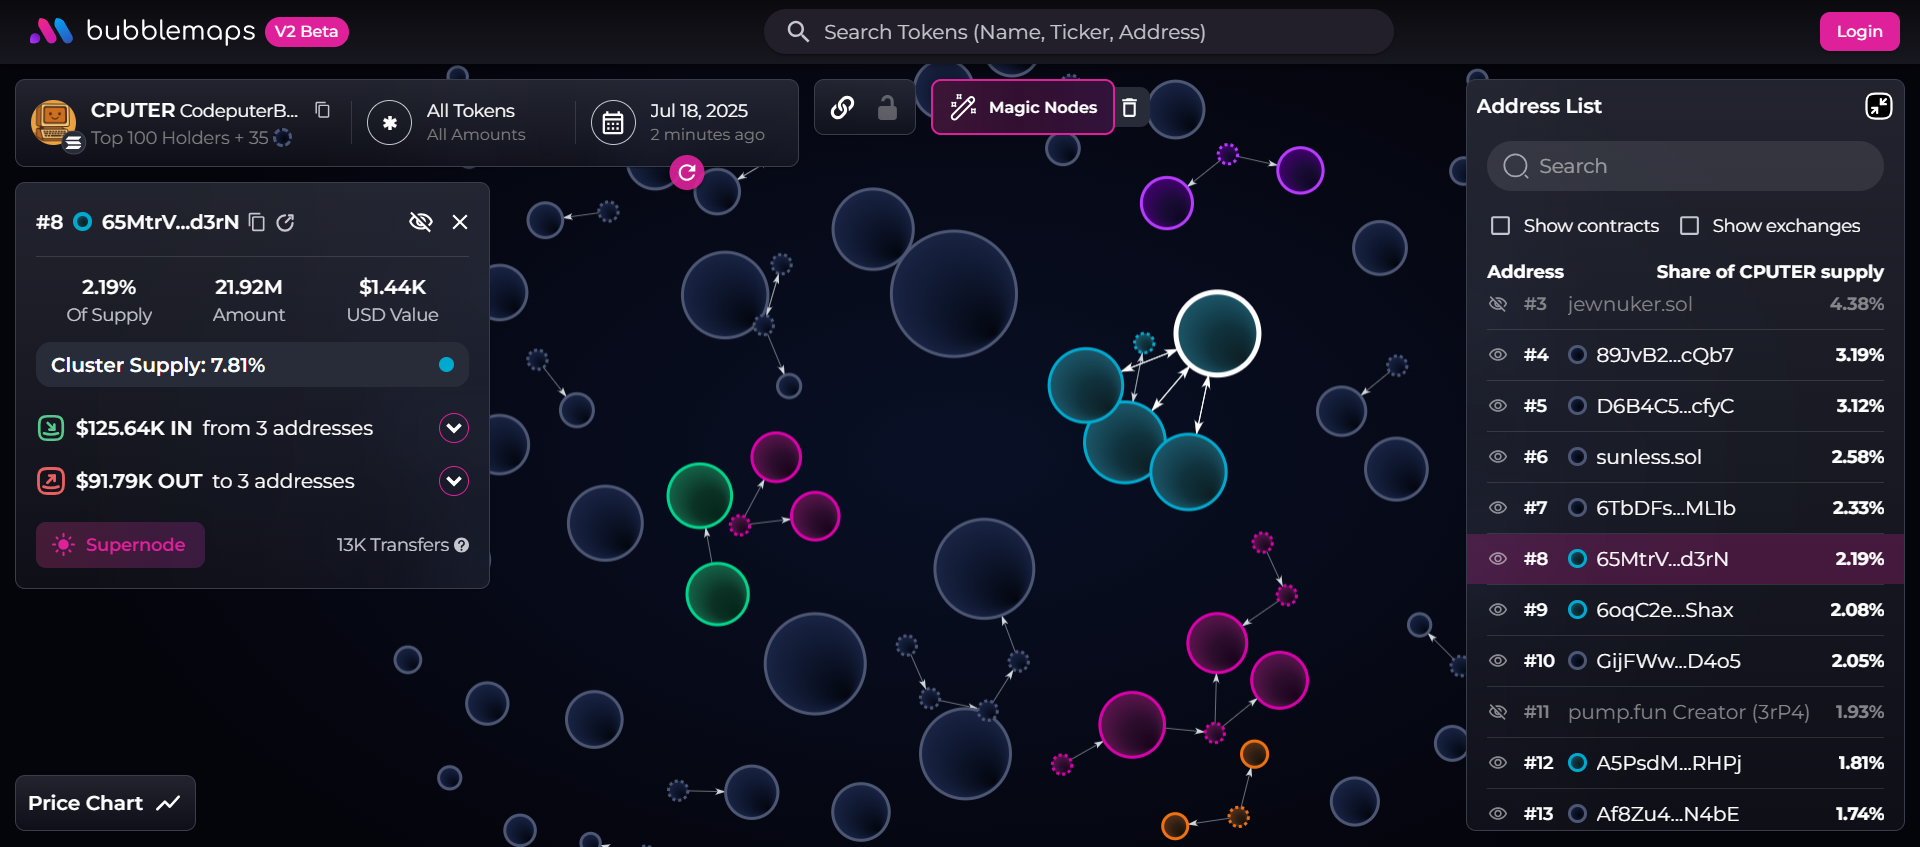 bubblemaps V2 Beta
Search Tokens (Name, Ticker, Address)
Login
CPUTER CodeputerB...
Top 100 Holders + 35
All Tokens
All Amounts
Jul 18, 2025
2 minutes ago
Magic Nodes
#8 65MtrV...d3rN
2.19% 21.92M $1.44K
Of Supply Amount USD Value
Cluster Supply: 7.81%
$125.64K IN from 3 addresses
$91.79K OUT to 3 addresses
Supernode 13K Transfers ?
Price Chart
Address List
Search
Show contracts Show exchanges
Address Share of CPUTER supply
#3 jewnuker.sol 4.38%
#4 89JvB2...cQb7 3.19%
#5 D6B4C5...cfyC 3.12%
#6 sunless.sol 2.58%
#7 6TbDFs...ML1b 2.33%
#8 65MtrV...d3rN 2.19%
#9 6oqC2e...Shax 2.08%
#10 GijFWw...D4o5 2.05%
#11 pump.fun Creator (3rP4) 1.93%
#12 A5PsdM...RHPj 1.81%
#13 Af8Zu4...N4bE 1.74%